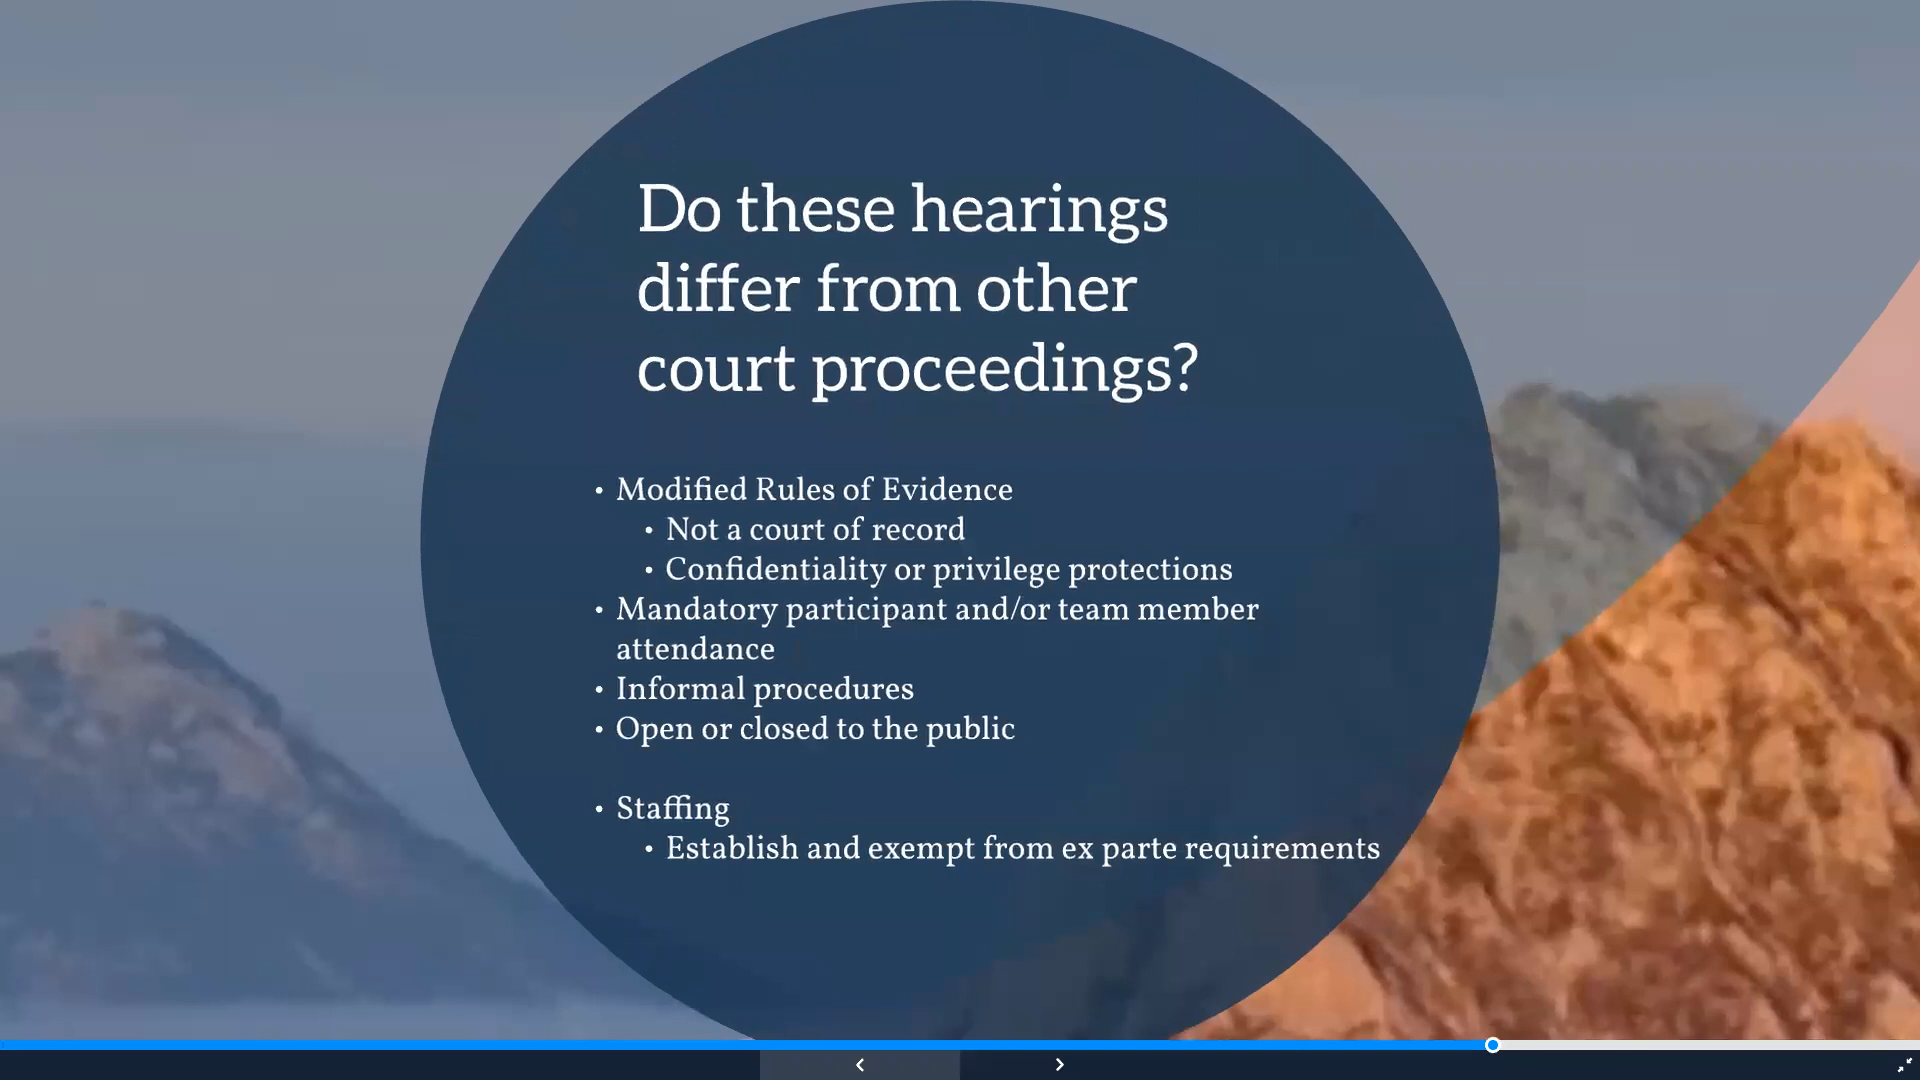 Do these hearings
differ from other
court proceedings?
• Modified Rules of Evidence
• Not a court of record
• Confidentiality or privilege protections
• Mandatory participant and/or team member
attendance
• Informal procedures
• Open or closed to the public
• Staffing
• Establish and exempt from ex parte requirements